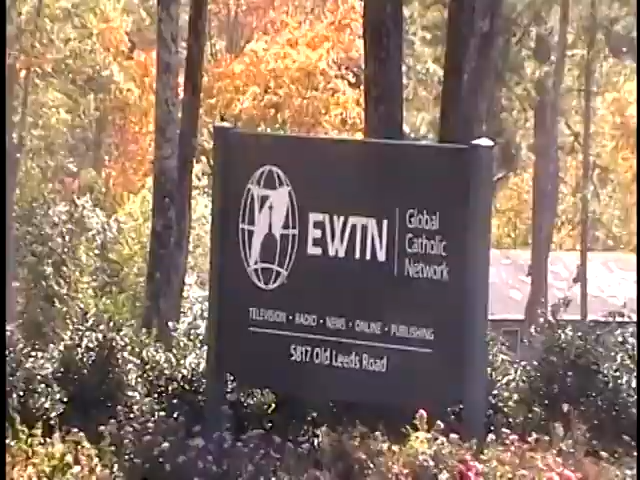 EWTN
Global
Catholic
Network
TELEVISION • RADIO • NEWS • ONLINE • PUBLISHING
5817 Old Leeds Road